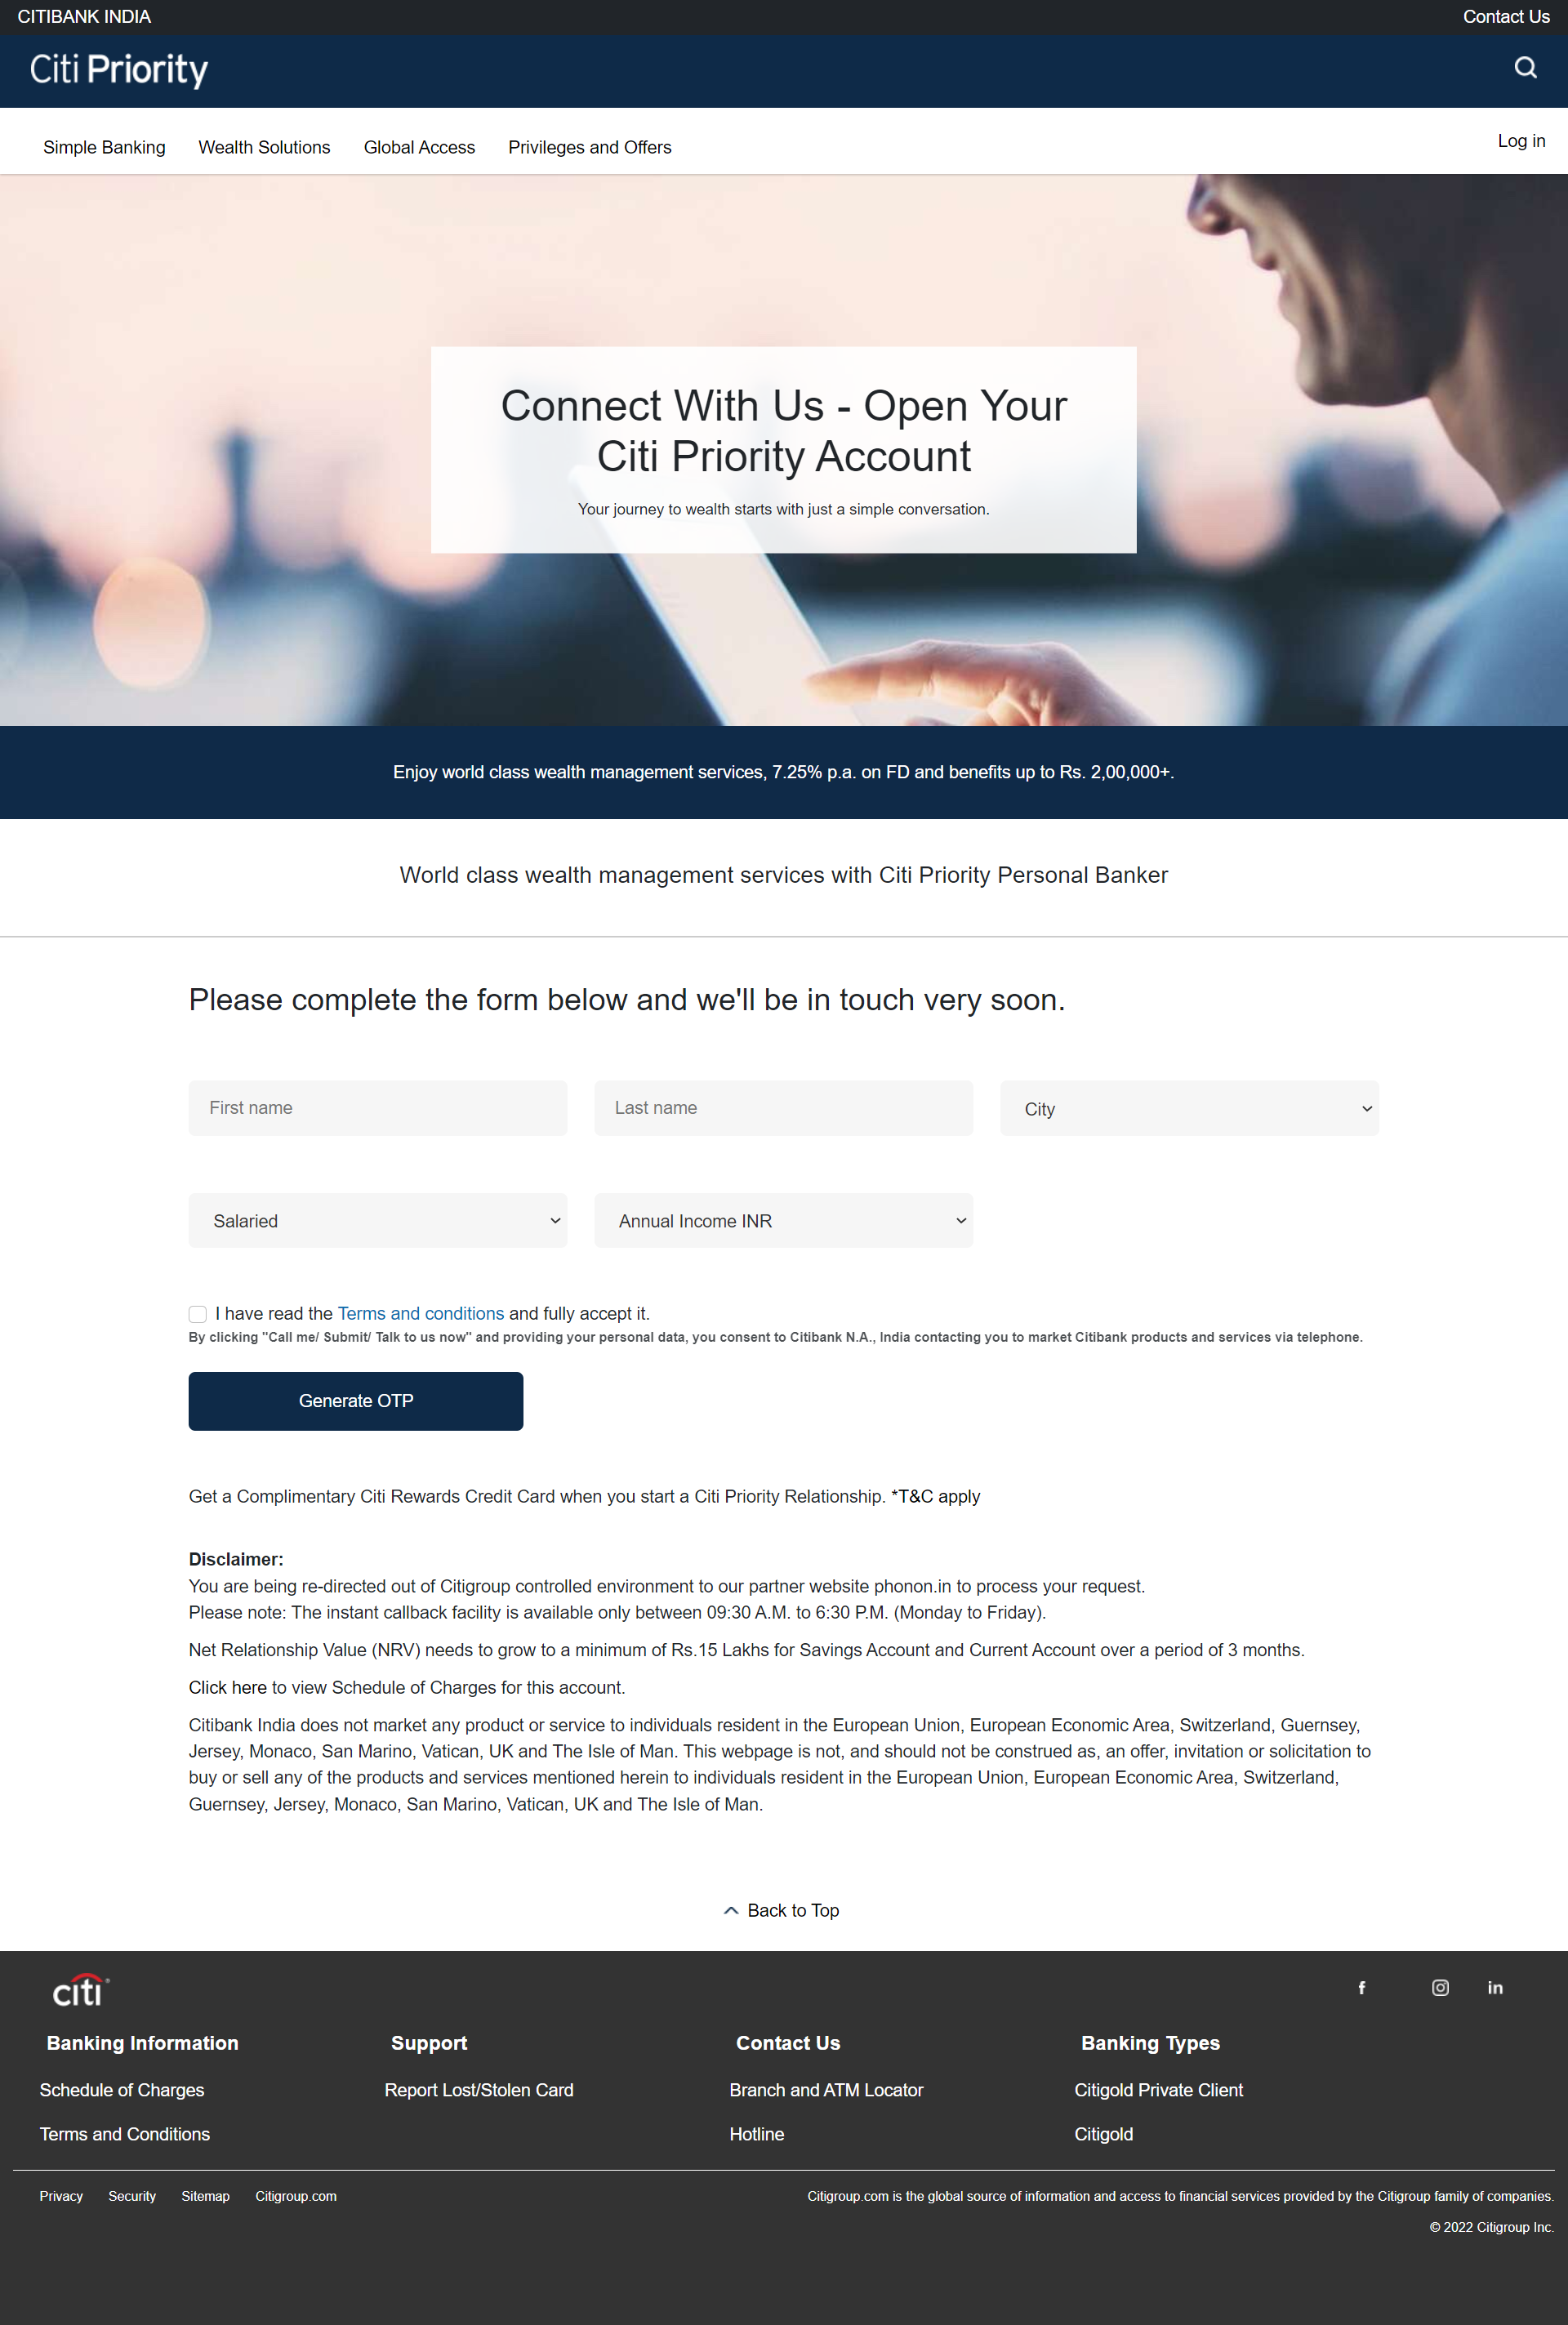 CITIBANK INDIA
Contact Us
Citi Priority
Simple Banking
Wealth Solutions
Global Access
Privileges and Offers
Log in
Connect With Us - Open Your
Citi Priority Account
Your journey to wealth starts with just a simple conversation.
Enjoy world class wealth management services, 7.25% p.a. on FD and benefits up to Rs. 2,00,000+.
World class wealth management services with Citi Priority Personal Banker
Please complete the form below and we'll be in touch very soon.
First name
Last name
City
Salaried
Annual Income INR
I have read the Terms and conditions and fully accept it.
By clicking "Call me/ Submit/ Talk to us now" and providing your personal data, you consent to Citibank N.A., India contacting you to market Citibank products and services via telephone.
Generate OTP
Get a Complimentary Citi Rewards Credit Card when you start a Citi Priority Relationship. *T&C apply
Disclaimer:
You are being re-directed out of Citigroup controlled environment to our partner website phonon.in to process your request.
Please note: The instant callback facility is available only between 09:30 A.M. to 6:30 P.M. (Monday to Friday).
Net Relationship Value (NRV) needs to grow to a minimum of Rs.15 Lakhs for Savings Account and Current Account over a period of 3 months.
Click here to view Schedule of Charges for this account.
Citibank India does not market any product or service to individuals resident in the European Union, European Economic Area, Switzerland, Guernsey,
Jersey, Monaco, San Marino, Vatican, UK and The Isle of Man. This webpage is not, and should not be construed as, an offer, invitation or solicitation to
buy or sell any of the products and services mentioned herein to individuals resident in the European Union, European Economic Area, Switzerland,
Guernsey, Jersey, Monaco, San Marino, Vatican, UK and The Isle of Man.
Back to Top
citi
Banking Information
Schedule of Charges
Terms and Conditions
Support
Report Lost/Stolen Card
Contact Us
Branch and ATM Locator
Hotline
Banking Types
Citigold Private Client
Citigold
Privacy
Security
Sitemap
Citigroup.com
Citigroup.com is the global source of information and access to financial services provided by the Citigroup family of companies.
© 2022 Citigroup Inc.